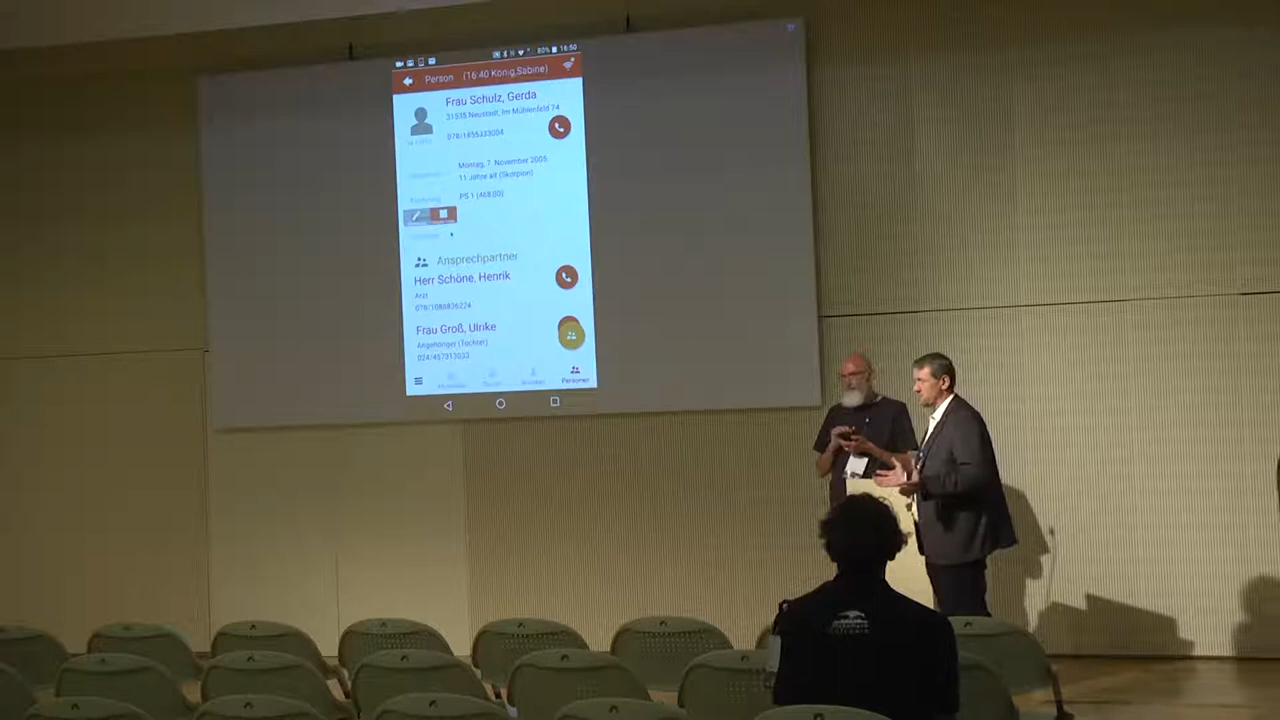 80% 16:50
Person (16:40 König,Sabine)
Frau Schulz, Gerda
31535 Neustadt, Im Mühlenfeld 74
078/1855333004
Montag, 7. November 2005
11 Jahre alt (Skorpion)
PS 1 (468.00)
Ansprechpartner
Herr Schöne, Henrik
Arzt
078/1088836224
Frau Groß, Ulrike
Angehöriger (Tochter)
024/457313033
Personen